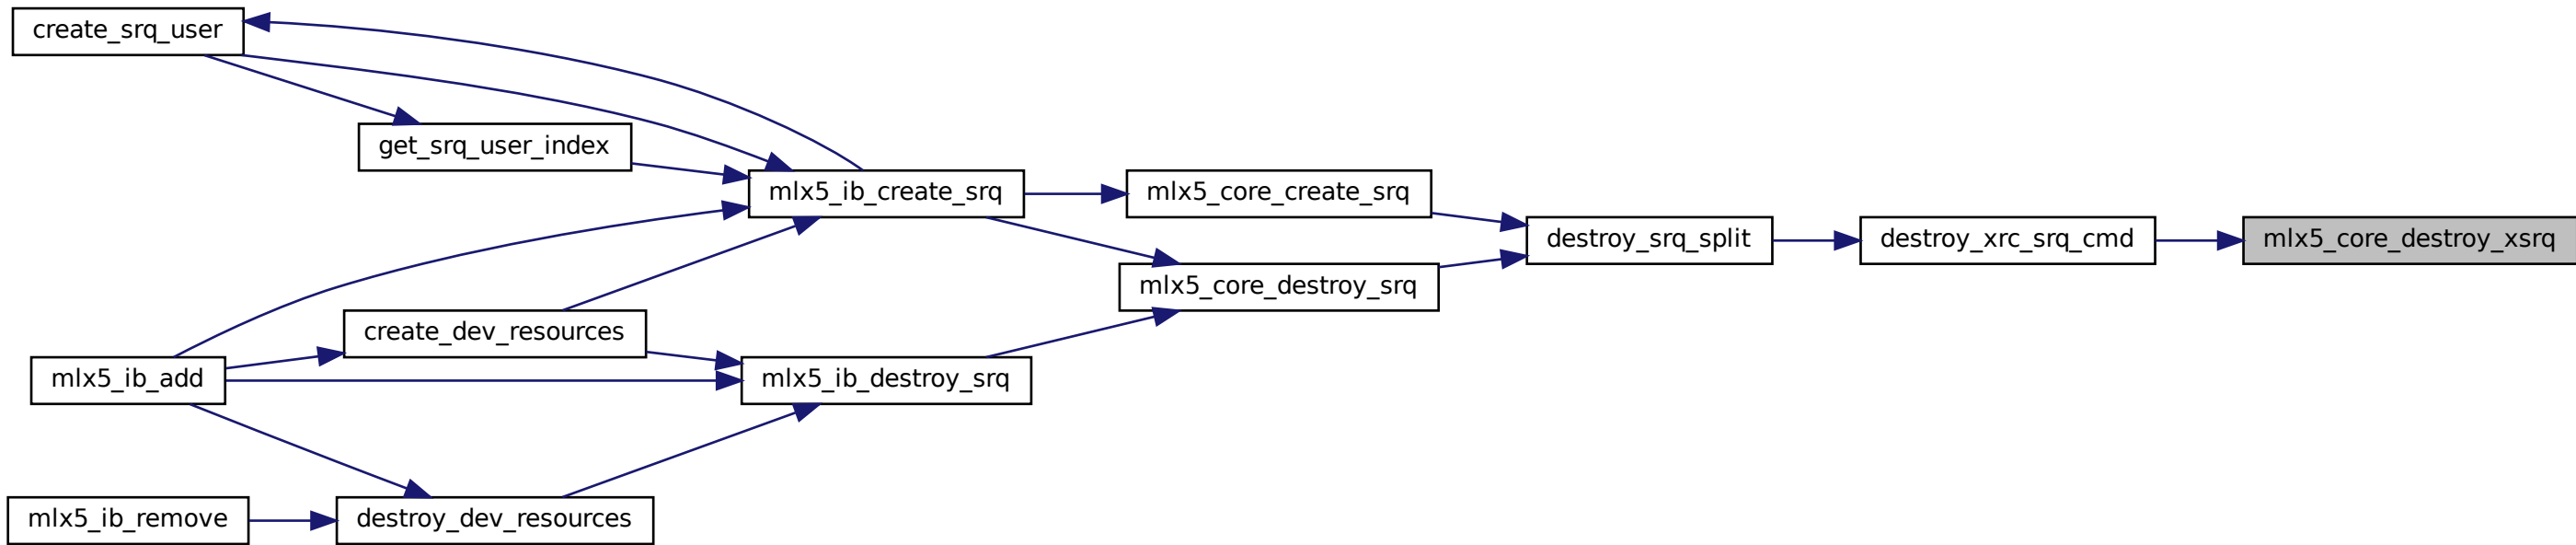 create_srq_user
get_srq_user_index
mlx5_ib_create_srq
mlx5_core_create_srq
destroy_srq_split
destroy_xrc_srq_cmd
mlx5_core_destroy_xsrq
mlx5_core_destroy_srq
create_dev_resources
mlx5_ib_add
mlx5_ib_destroy_srq
mlx5_ib_remove
destroy_dev_resources